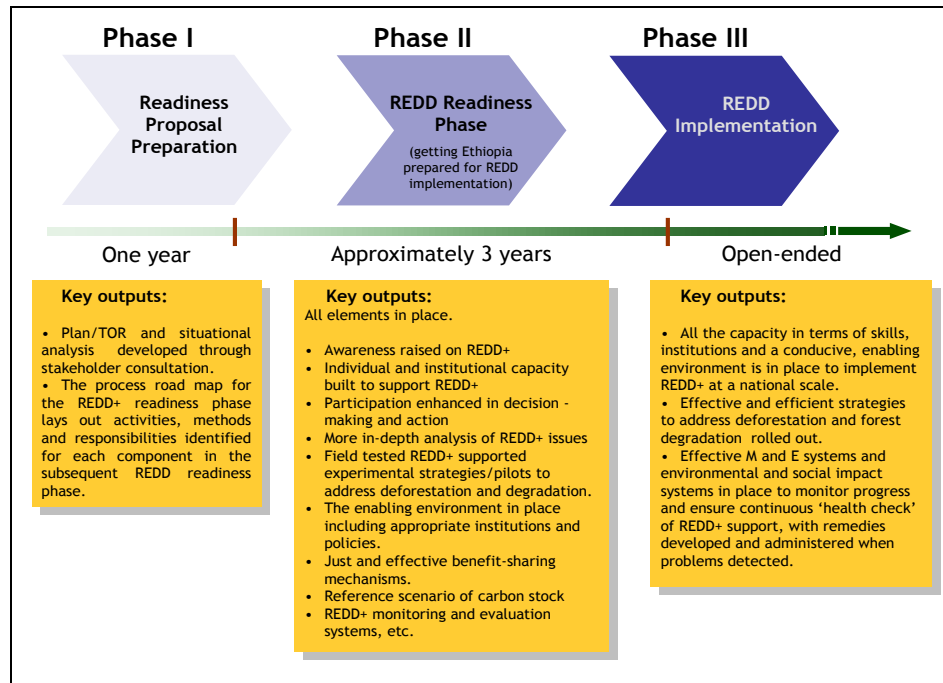 Phase I
Phase II
Phase III
Readiness
Proposal
Preparation
REDD Readiness
Phase
(getting Ethiopia
prepared for REDD
implementation)
REDD
Implementation
One year
Approximately 3 years
Open-ended
Key outputs:
• Plan/TOR and situational
analysis developed through
stakeholder consultation.
• The process road map for
the REDD+ readiness phase
lays out activities, methods
and responsibilities identified
for each component in the
subsequent REDD readiness
phase.
Key outputs:
All elements in place.
• Awareness raised on REDD+
• Individual and institutional capacity
built to support REDD+
• Participation enhanced in decision -
making and action
• More in-depth analysis of REDD+ issues
• Field tested REDD+ supported
experimental strategies/pilots to
address deforestation and degradation.
• The enabling environment in place
including appropriate institutions and
policies.
• Just and effective benefit-sharing
mechanisms.
• Reference scenario of carbon stock
• REDD+ monitoring and evaluation
systems, etc.
Key outputs:
• All the capacity in terms of skills,
institutions and a conducive, enabling
environment is in place to implement
REDD+ at a national scale.
• Effective and efficient strategies
to address deforestation and forest
degradation rolled out.
• Effective M and E systems and
environmental and social impact
systems in place to monitor progress
and ensure continuous ‘health check’
of REDD+ support, with remedies
developed and administered when
problems detected.